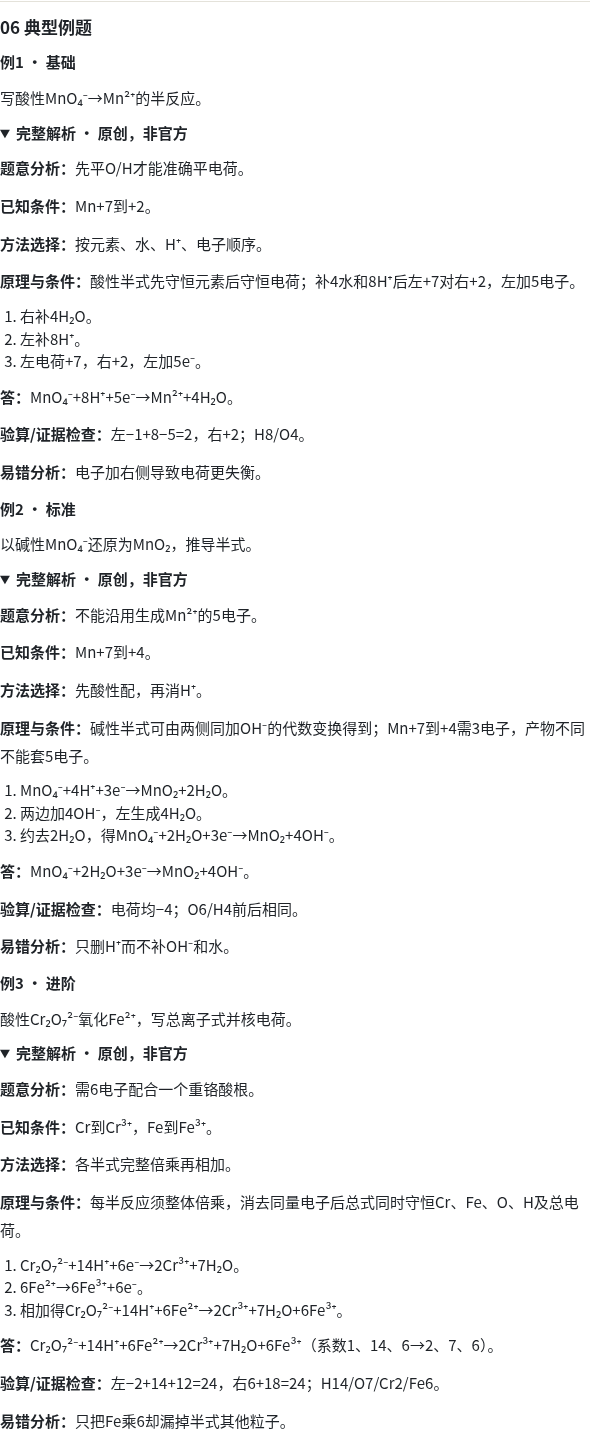 06 典型例题
例1 · 基础
写酸性MnO₄⁻→Mn²⁺的半反应。
▼ 完整解析 · 原创，非官方
题意分析：先平O/H才能准确平电荷。
已知条件：Mn+7到+2。
方法选择：按元素、水、H⁺、电子顺序。
原理与条件：酸性半式先守恒元素后守恒电荷；补4水和8H⁺后左+7对右+2，左加5电子。
1. 右补4H₂O。
2. 左补8H⁺。
3. 左电荷+7，右+2，左加5e⁻。
答：MnO₄⁻+8H⁺+5e⁻→Mn²⁺+4H₂O。
验算/证据检查：左−1+8−5=2，右+2；H8/O4。
易错分析：电子加右侧导致电荷更失衡。
例2 · 标准
以碱性MnO₄⁻还原为MnO₂，推导半式。
▼ 完整解析 · 原创，非官方
题意分析：不能沿用生成Mn²⁺的5电子。
已知条件：Mn+7到+4。
方法选择：先酸性配，再消H⁺。
原理与条件：碱性半式可由两侧同加OH⁻的代数变换得到；Mn+7到+4需3电子，产物不同
不能套5电子。
1. MnO₄⁻+4H⁺+3e⁻→MnO₂+2H₂O。
2. 两边加4OH⁻，左生成4H₂O。
3. 约去2H₂O，得MnO₄⁻+2H₂O+3e⁻→MnO₂+4OH⁻。
答：MnO₄⁻+2H₂O+3e⁻→MnO₂+4OH⁻。
验算/证据检查：电荷均−4；O6/H4前后相同。
易错分析：只删H⁺而不补OH⁻和水。
例3 · 进阶
酸性Cr₂O₇²⁻氧化Fe²⁺，写总离子式并核电荷。
▼ 完整解析 · 原创，非官方
题意分析：需6电子配合一个重铬酸根。
已知条件：Cr到Cr³⁺，Fe到Fe³⁺。
方法选择：各半式完整倍乘再相加。
原理与条件：每半反应须整体倍乘，消去同量电子后总式同时守恒Cr、Fe、O、H及总电
荷。
1. Cr₂O₇²⁻+14H⁺+6e⁻→2Cr³⁺+7H₂O。
2. 6Fe²⁺→6Fe³⁺+6e⁻。
3. 相加得Cr₂O₇²⁻+14H⁺+6Fe²⁺→2Cr³⁺+7H₂O+6Fe³⁺。
答：Cr₂O₇²⁻+14H⁺+6Fe²⁺→2Cr³⁺+7H₂O+6Fe³⁺（系数1、14、6→2、7、6）。
验算/证据检查：左−2+14+12=24，右6+18=24；H14/O7/Cr2/Fe6。
易错分析：只把Fe乘6却漏掉半式其他粒子。